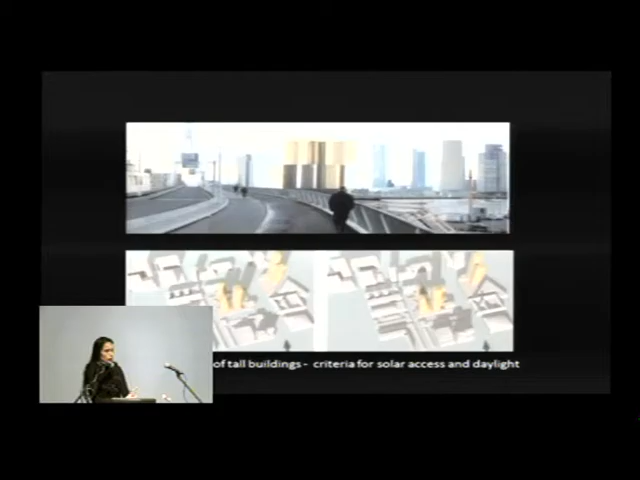 of tall buildings - criteria for solar access and daylight